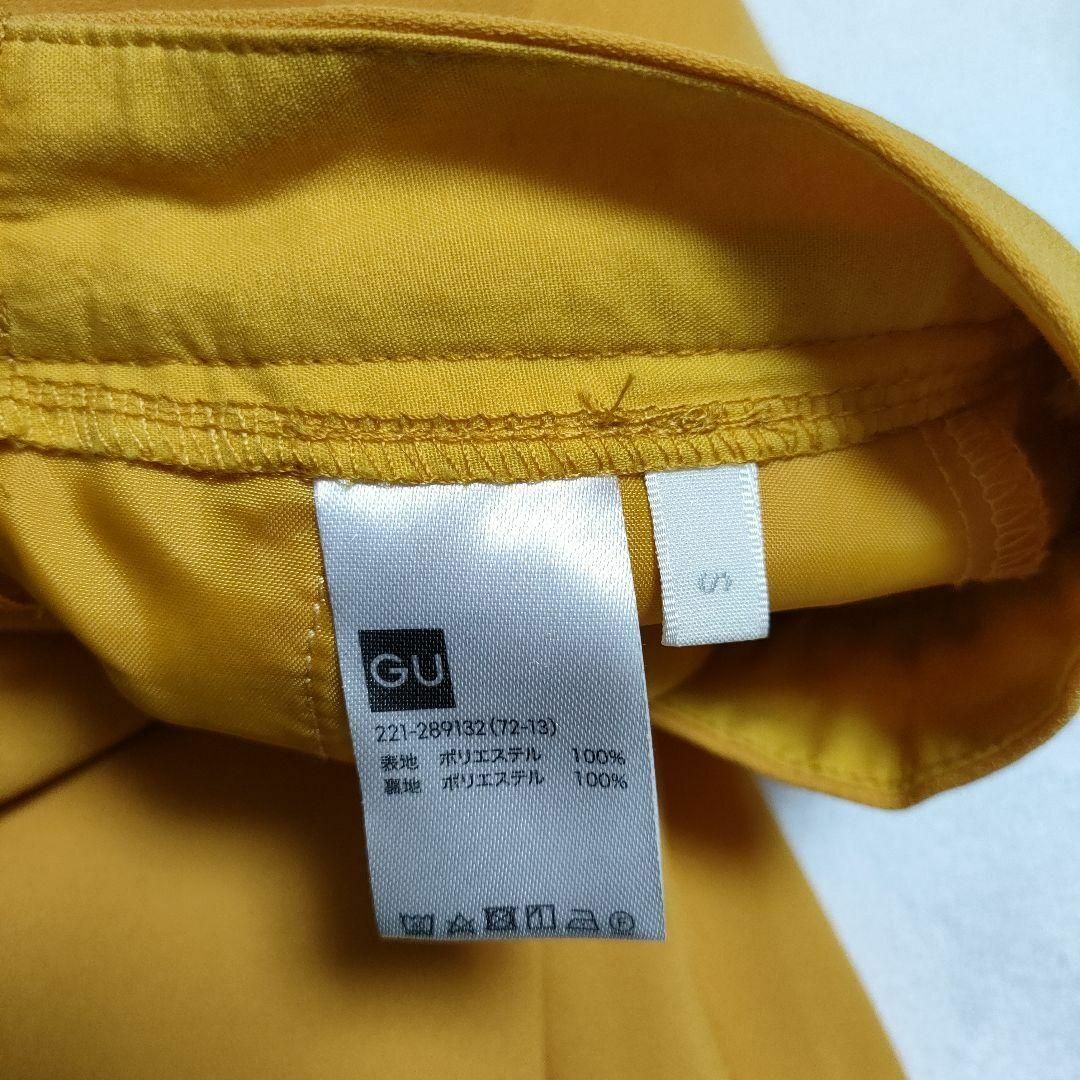 GU
221-289132(72-13)
表地 ポリエステル 100%
裏地 ポリエステル 100%
S